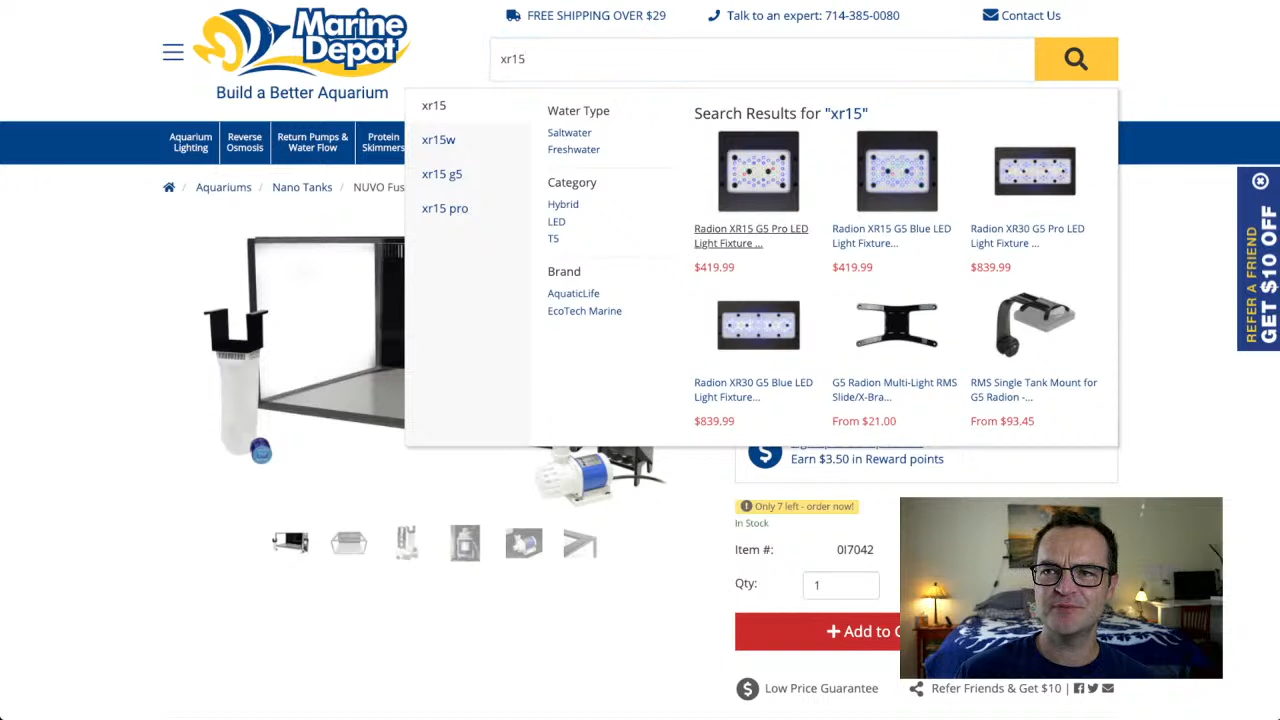 FREE SHIPPING OVER $29
Talk to an expert: 714-385-0080
Contact Us
Marine
Depot
Build a Better Aquarium
xr15
Aquarium
Lighting
Reverse
Osmosis
Return Pumps &
Water Flow
Protein
Skimmers
/ Aquariums / Nano Tanks / NUVO Fus
xr15
xr15w
xr15 g5
xr15 pro
Water Type
Saltwater
Freshwater
Category
Hybrid
LED
T5
Brand
AquaticLife
EcoTech Marine
Search Results for "xr15"
Radion XR15 G5 Pro LED
Light Fixture ...
$419.99
Radion XR15 G5 Blue LED
Light Fixture...
$419.99
Radion XR30 G5 Pro LED
Light Fixture ...
$839.99
Radion XR30 G5 Blue LED
Light Fixture...
$839.99
G5 Radion Multi-Light RMS
Slide/X-Bra...
From $21.00
RMS Single Tank Mount for
G5 Radion -...
From $93.45
REFER A FRIEND
GET $10 OFF
Earn $3.50 in Reward points
Only 7 left - order now!
In Stock
Item #: 0I7042
Qty: 1
+ Add to C
Low Price Guarantee
Refer Friends & Get $10 |